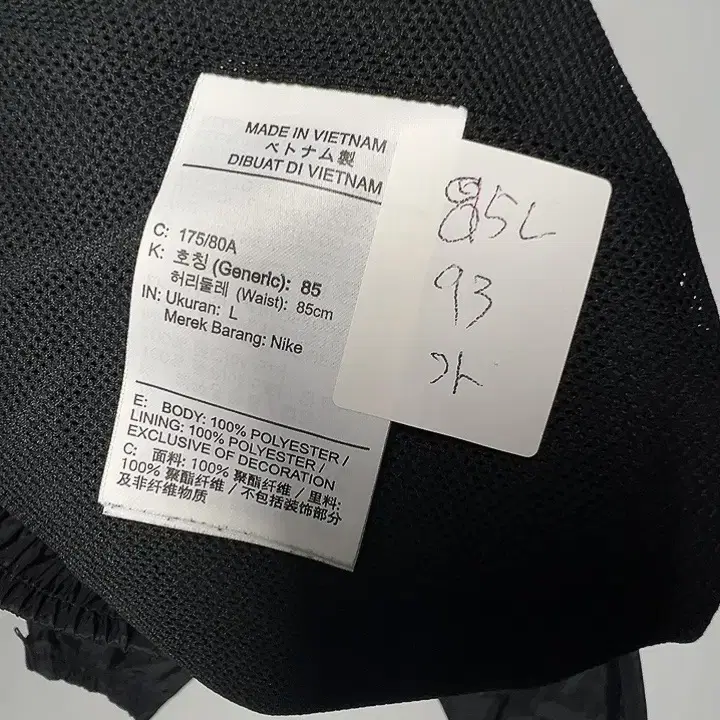 MADE IN VIETNAM
ベトナム製
DIBUAT DI VIETNAM
C: 175/80A
K: 호칭 (Generic): 85
허리둘레 (Waist): 85cm
IN: Ukuran: L
Merek Barang: Nike
E: BODY: 100% POLYESTER /
LINING: 100% POLYESTER /
EXCLUSIVE OF DECORATION
C: 面料: 100% 聚酯纤维 / 里料:
100% 聚酯纤维 / 不包括装饰部分
及非纤维物质
85L
93
가